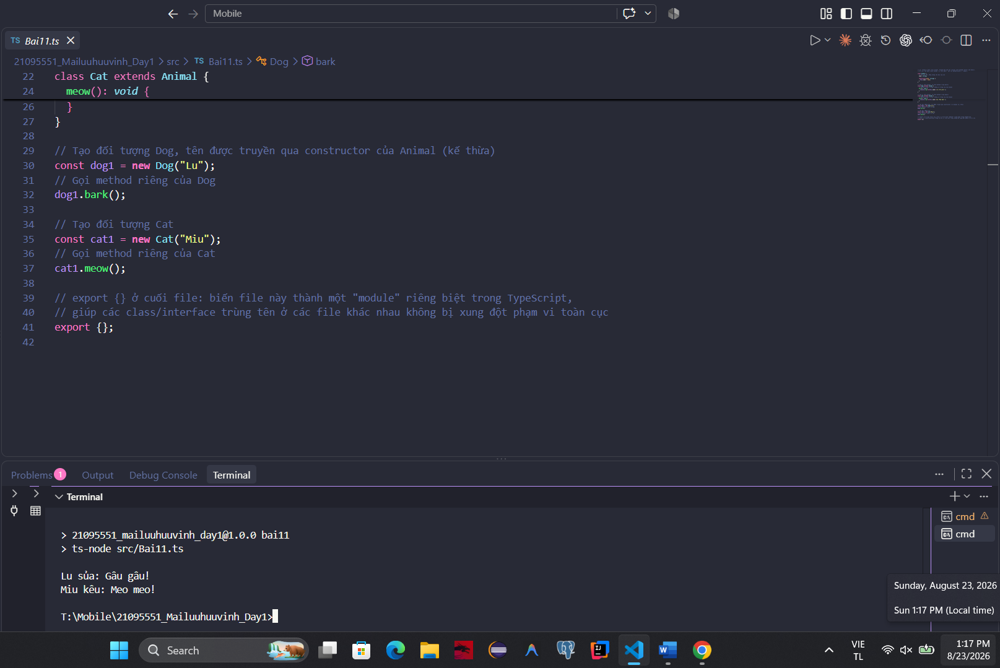 Mobile
TS Bai11.ts
21095551_Mailuuhuuvinh_Day1 > src > TS Bai11.ts > Dog > bark
22 class Cat extends Animal {
24 meow(): void {
26 }
27 }
28
29 // Tạo đối tượng Dog, tên được truyền qua constructor của Animal (kế thừa)
30 const dog1 = new Dog("Lu");
31 // Gọi method riêng của Dog
32 dog1.bark();
33
34 // Tạo đối tượng Cat
35 const cat1 = new Cat("Miu");
36 // Gọi method riêng của Cat
37 cat1.meow();
38
39 // export {} ở cuối file: biến file này thành một "module" riêng biệt trong TypeScript,
40 // giúp các class/interface trùng tên ở các file khác nhau không bị xung đột phạm vi toàn cục
41 export {};
42
Problems 1 Output Debug Console Terminal
Terminal
cmd
cmd
> 21095551_mailuuhuuvinh_day1@1.0.0 bai11
> ts-node src/Bai11.ts
Lu sủa: Gâu gâu!
Miu kêu: Meo meo!
T:\Mobile\21095551_Mailuuhuuvinh_Day1>
Sunday, August 23, 2026
Sun 1:17 PM (Local time)
Search
VIE
TL
1:17 PM
8/23/2026